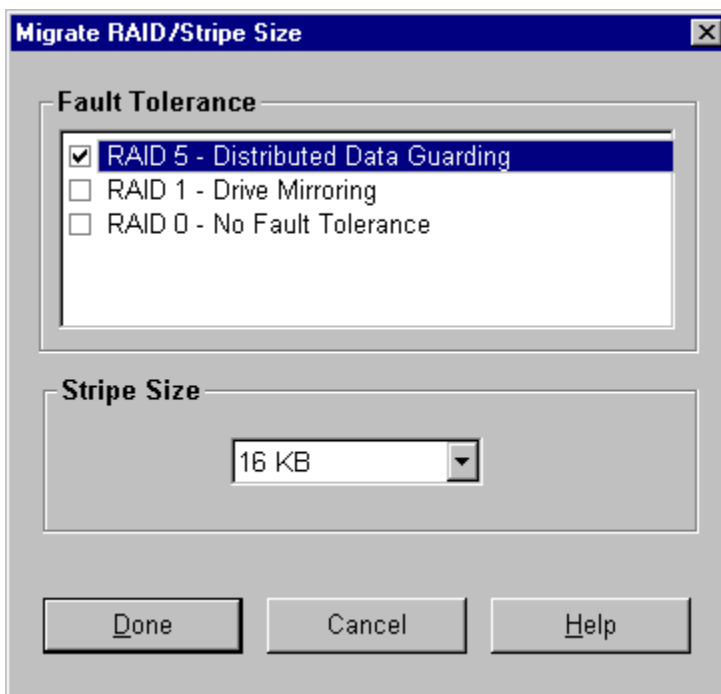 Migrate RAID/Stripe Size
Fault Tolerance
RAID 5 - Distributed Data Guarding
RAID 1 - Drive Mirroring
RAID 0 - No Fault Tolerance
Stripe Size
16 KB
Done
Cancel
Help